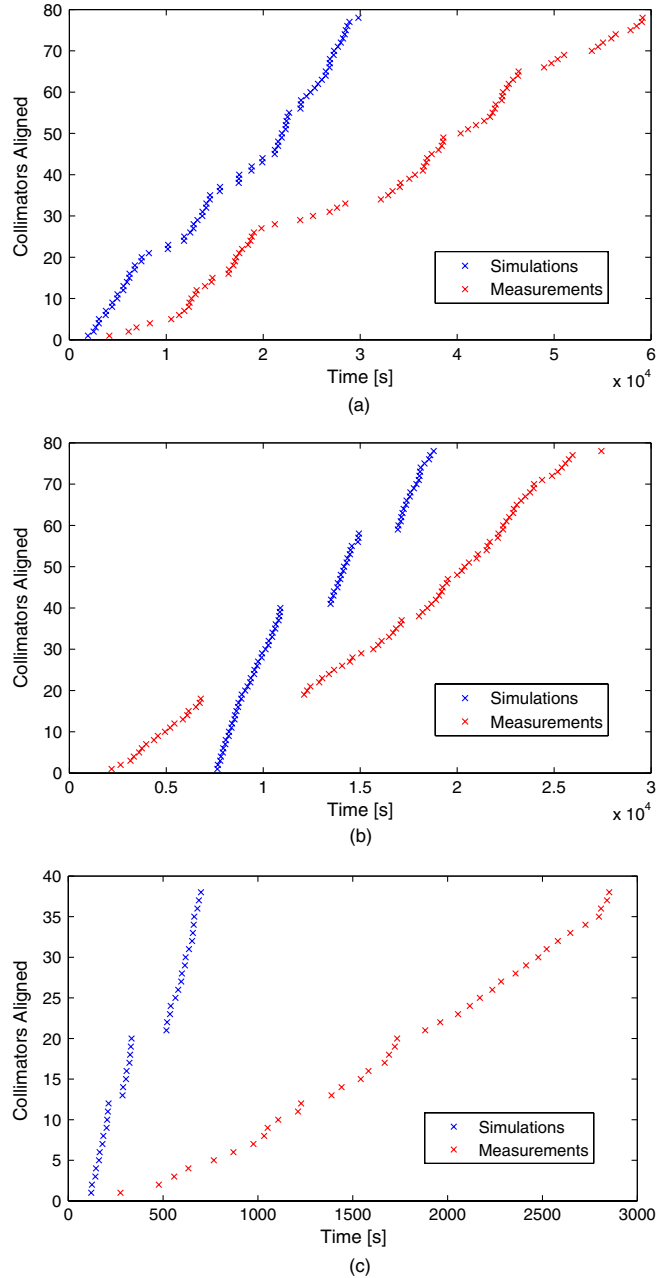 80
70
60
50
40
30
20
10
0
Collimators Aligned
Simulations
Measurements
0 1 2 3 4 5 6
Time [s]
x 10^4
(a)
80
70
60
50
40
30
20
10
0
Collimators Aligned
Simulations
Measurements
0 0.5 1 1.5 2 2.5 3
Time [s]
x 10^4
(b)
40
35
30
25
20
15
10
5
0
Collimators Aligned
Simulations
Measurements
0 500 1000 1500 2000 2500 3000
Time [s]
(c)